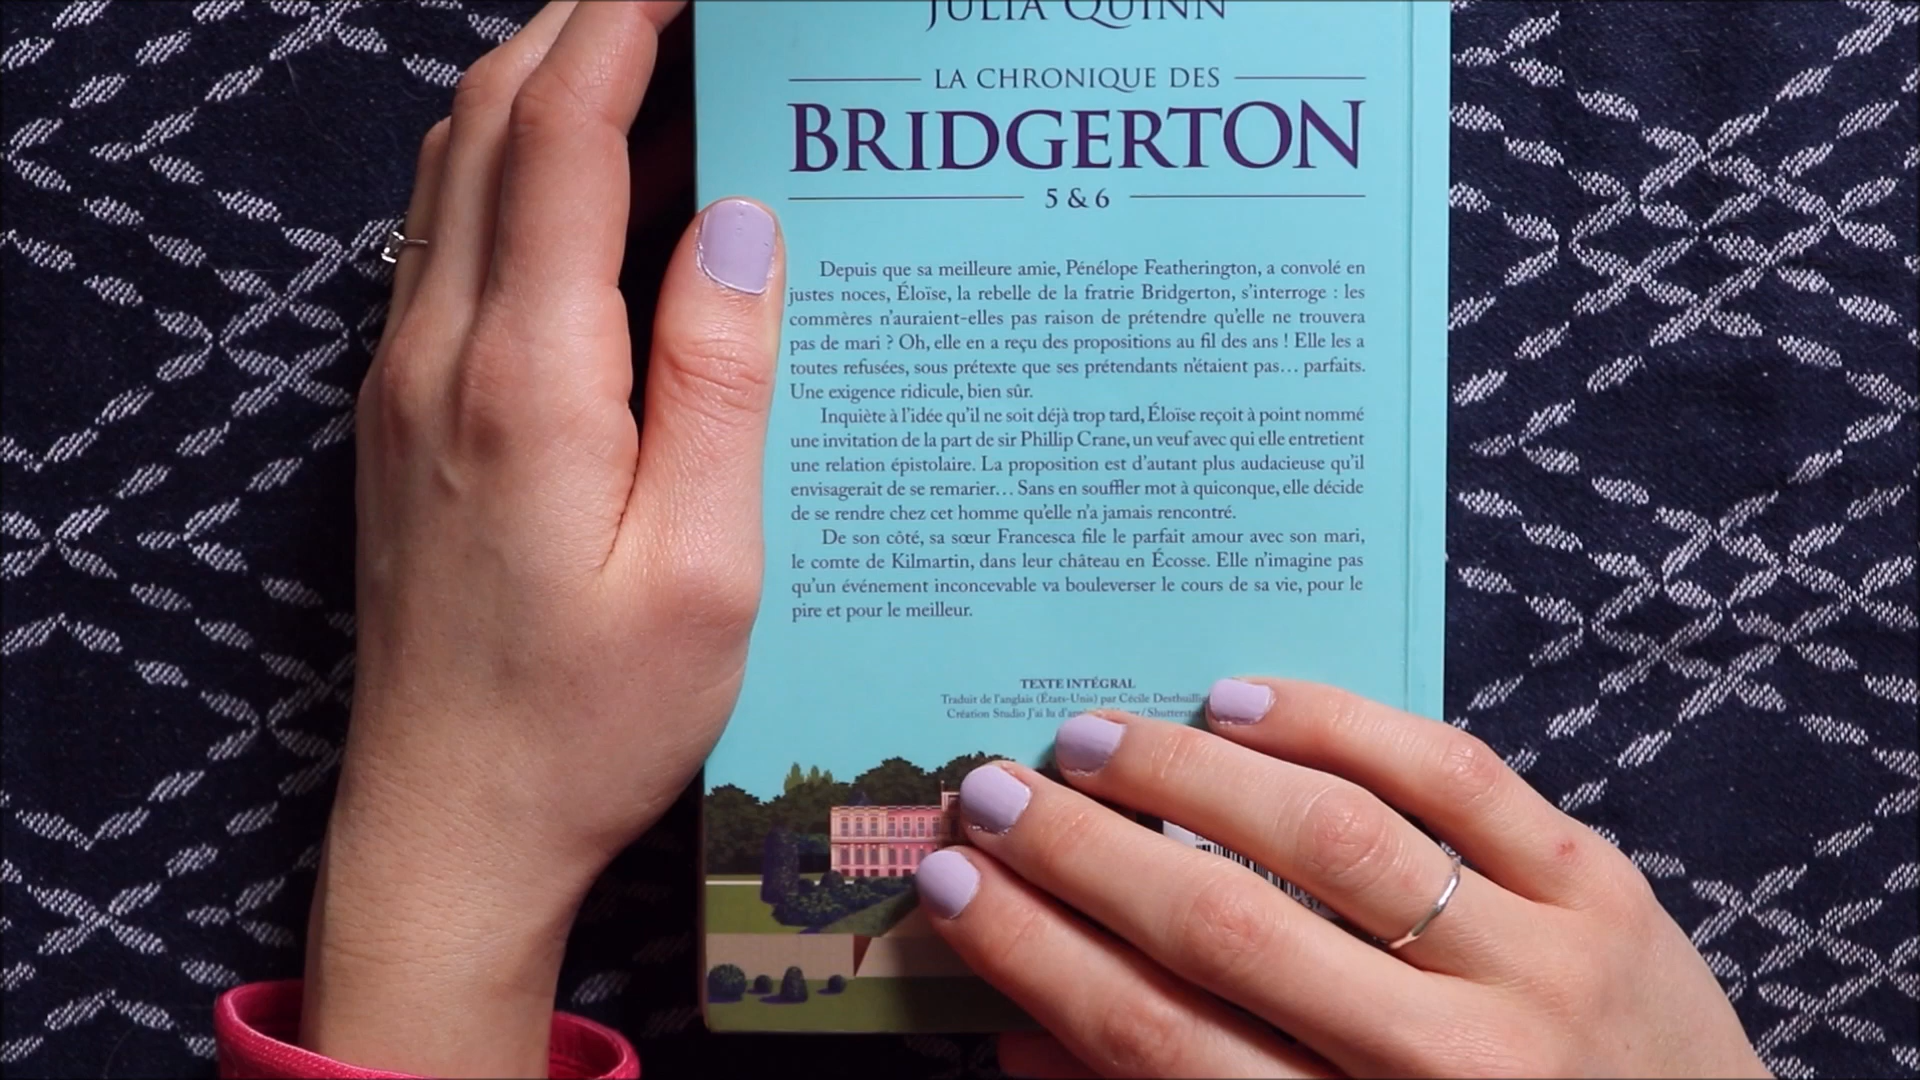 JULIA QUINN
LA CHRONIQUE DES
BRIDGERTON
5 & 6
Depuis que sa meilleure amie, Pénélope Featherington, a convolé en
justes noces, Éloïse, la rebelle de la fratrie Bridgerton, s'interroge : les
commères n'auraient-elles pas raison de prétendre qu'elle ne trouvera
pas de mari ? Oh, elle en a reçu des propositions au fil des ans ! Elle les a
toutes refusées, sous prétexte que ses prétendants n'étaient pas… parfaits.
Une exigence ridicule, bien sûr.
Inquiète à l'idée qu'il ne soit déjà trop tard, Éloïse reçoit à point nommé
une invitation de la part de sir Phillip Crane, un veuf avec qui elle entretient
une relation épistolaire. La proposition est d'autant plus audacieuse qu'il
envisagerait de se remarier… Sans en souffler mot à quiconque, elle décide
de se rendre chez cet homme qu'elle n'a jamais rencontré.
De son côté, sa sœur Francesca file le parfait amour avec son mari,
le comte de Kilmartin, dans leur château en Écosse. Elle n'imagine pas
qu'un événement inconcevable va bouleverser le cours de sa vie, pour le
pire et pour le meilleur.
TEXTE INTÉGRAL
Traduit de l'anglais (États-Unis) par Cécile
Création Studio J'ai lu